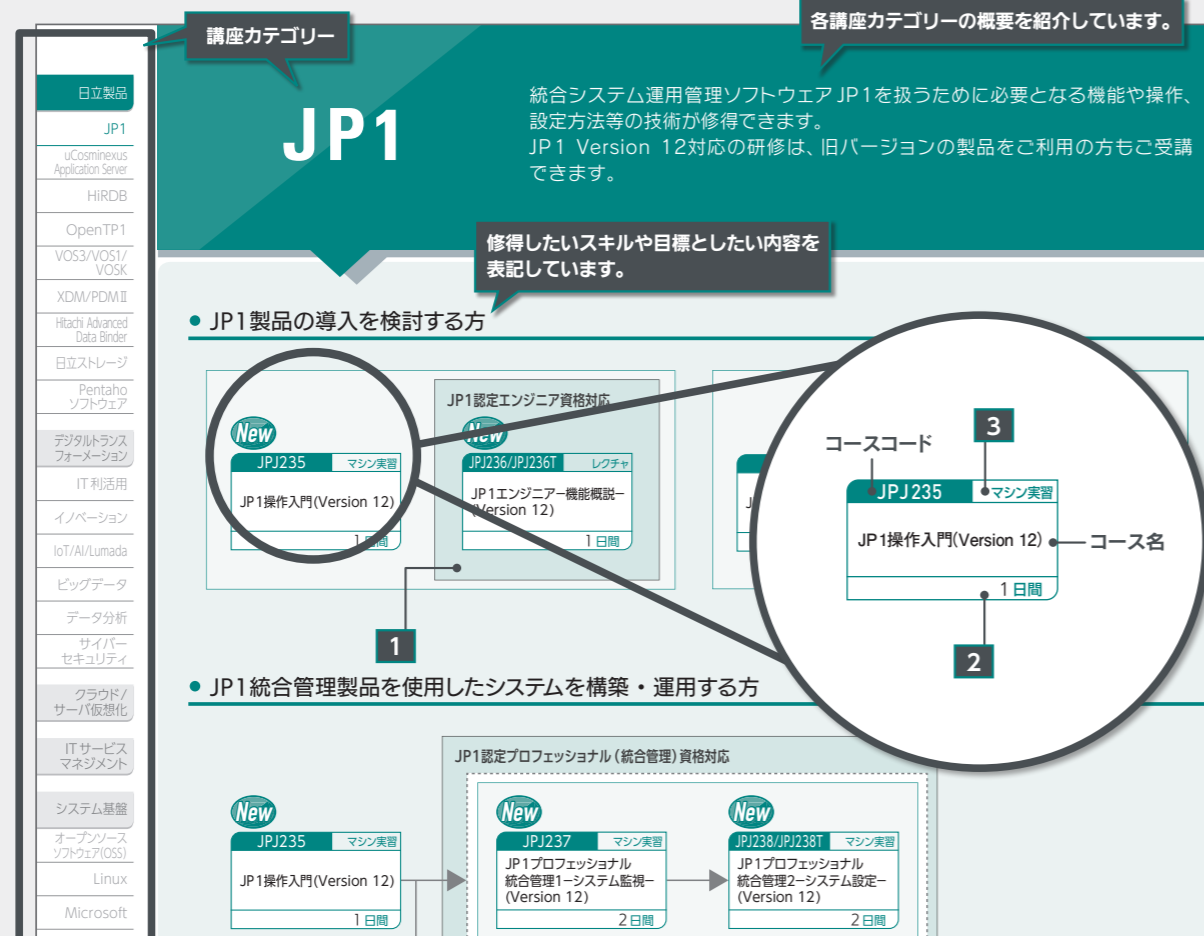 講座カテゴリー
各講座カテゴリーの概要を紹介しています。
日立製品
JP1
uCosminexus
Application Server
HiRDB
OpenTP1
VOS3/VOS1/
VOSK
XDM/PDMⅡ
Hitachi Advanced
Data Binder
日立ストレージ
Pentaho
ソフトウェア
デジタルトランス
フォーメーション
IT利活用
イノベーション
IoT/AI/Lumada
ビッグデータ
データ分析
サイバー
セキュリティ
クラウド/
サーバ仮想化
ITサービス
マネジメント
システム基盤
オープンソース
ソフトウェア(OSS)
Linux
Microsoft
JP1
統合システム運用管理ソフトウェア JP1を扱うために必要となる機能や操作、
設定方法等の技術が修得できます。
JP1 Version 12対応の研修は、旧バージョンの製品をご利用の方もご受講
できます。
修得したいスキルや目標としたい内容を
表記しています。
● JP1製品の導入を検討する方
New
JPJ235 マシン実習
JP1操作入門(Version 12)
1日間
JP1認定エンジニア資格対応
New
JPJ236/JPJ236T レクチャ
JP1エンジニアー機能概説ー
(Version 12)
1日間
1
コースコード
3
JPJ235 マシン実習
JP1操作入門(Version 12)
コース名
1日間
2
● JP1統合管理製品を使用したシステムを構築・運用する方
JP1認定プロフェッショナル(統合管理)資格対応
New
JPJ235 マシン実習
JP1操作入門(Version 12)
1日間
New
JPJ237 マシン実習
JP1プロフェッショナル
統合管理1ーシステム監視ー
(Version 12)
2日間
New
JPJ238/JPJ238T マシン実習
JP1プロフェッショナル
統合管理2ーシステム設定ー
(Version 12)
2日間